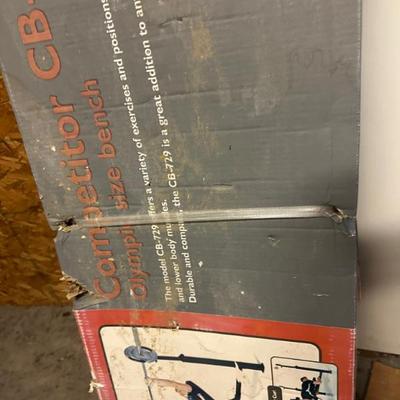 Competitor CB-
Olympic size bench
The model CB-729 offers a variety of exercises and positions
and lower body muscles.
Durable and compact, the CB-729 is a great addition to an